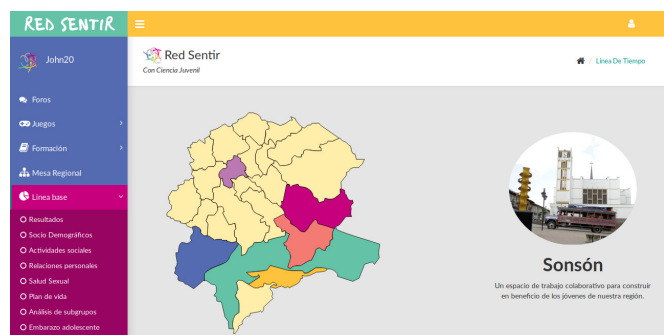 RED SENTIR
John20
Foros
Juegos
Formación
Mesa Regional
Línea base
Resultados
Socio Demográficos
Actividades sociales
Relaciones personales
Salud Sexual
Plan de vida
Análisis de subgrupos
Embarazo adolescente
Red Sentir
Con Ciencia Juvenil
/ Línea De Tiempo
Sonsón
Un espacio de trabajo colaborativo para construir
en beneficio de los jóvenes de nuestra región.